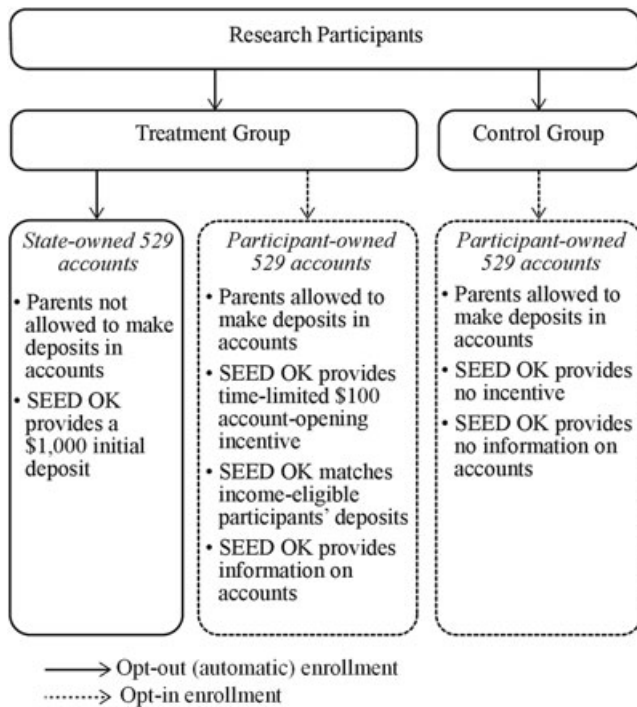 Research Participants
Treatment Group
Control Group
State-owned 529
accounts
• Parents not
allowed to make
deposits in
accounts
• SEED OK
provides a
$1,000 initial
deposit
Participant-owned
529 accounts
• Parents allowed to
make deposits in
accounts
• SEED OK provides
time-limited $100
account-opening
incentive
• SEED OK matches
income-eligible
participants' deposits
• SEED OK provides
information on
accounts
Participant-owned
529 accounts
• Parents allowed to
make deposits in
accounts
• SEED OK provides
no incentive
• SEED OK provides
no information on
accounts
Opt-out (automatic) enrollment
Opt-in enrollment